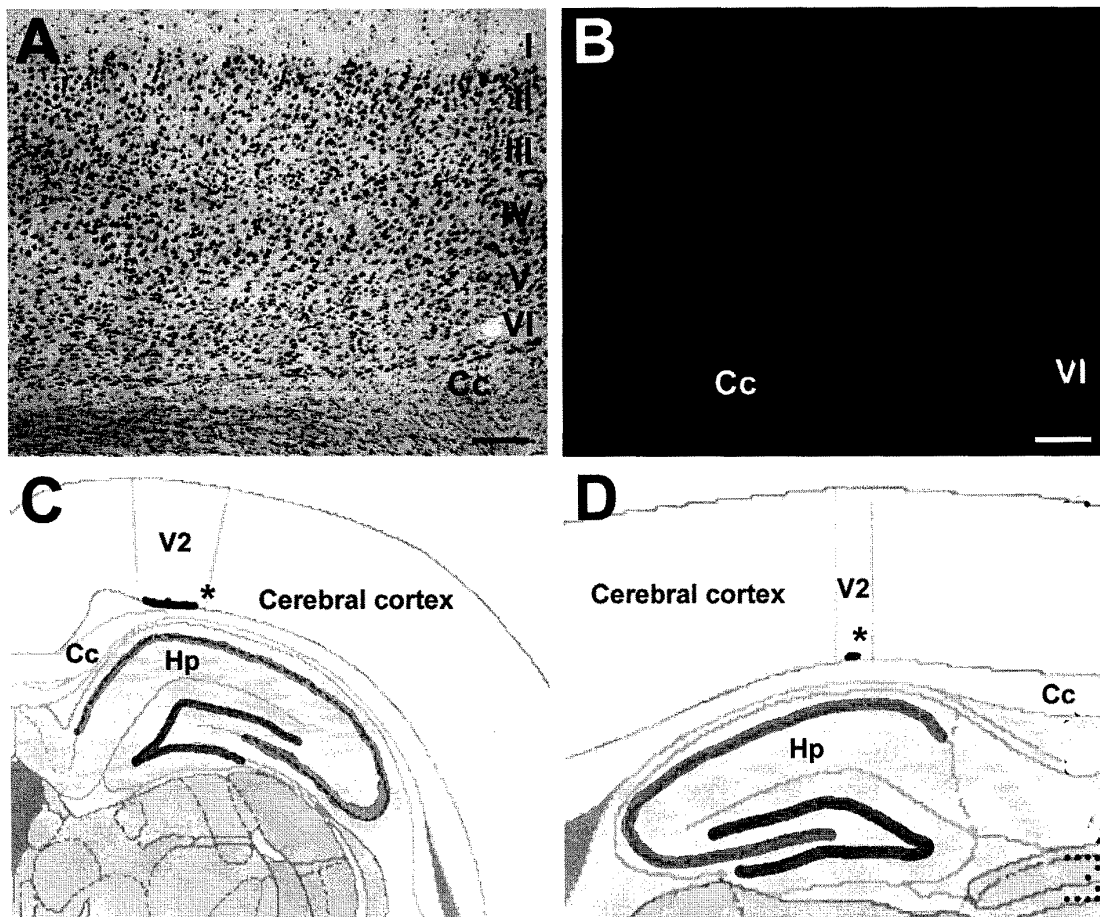 A
I
II
III
IV
V
VI
Cc
B
Cc
VI
C
V2
*
Cerebral cortex
Cc
Hp
D
Cerebral cortex
V2
*
Cc
Hp